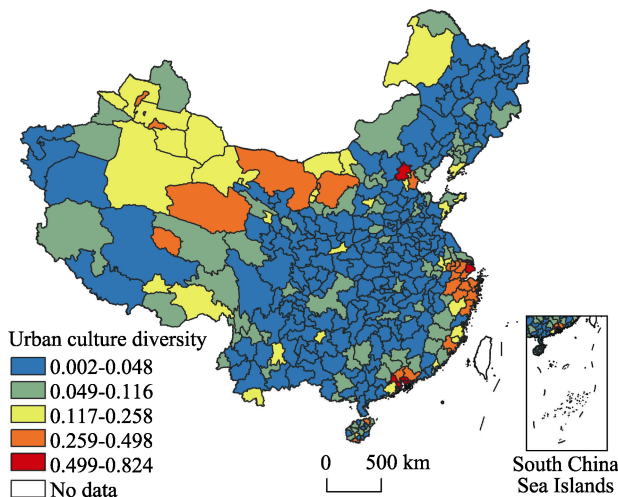 Urban culture diversity
0.002-0.048
0.049-0.116
0.117-0.258
0.259-0.498
0.499-0.824
No data
0 500 km
South China
Sea Islands